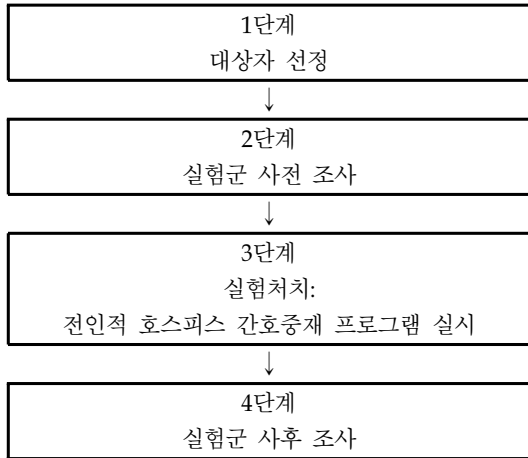 1단계
대상자 선정
↓
2단계
실험군 사전 조사
↓
3단계
실험처치:
전인적 호스피스 간호중재 프로그램 실시
↓
4단계
실험군 사후 조사